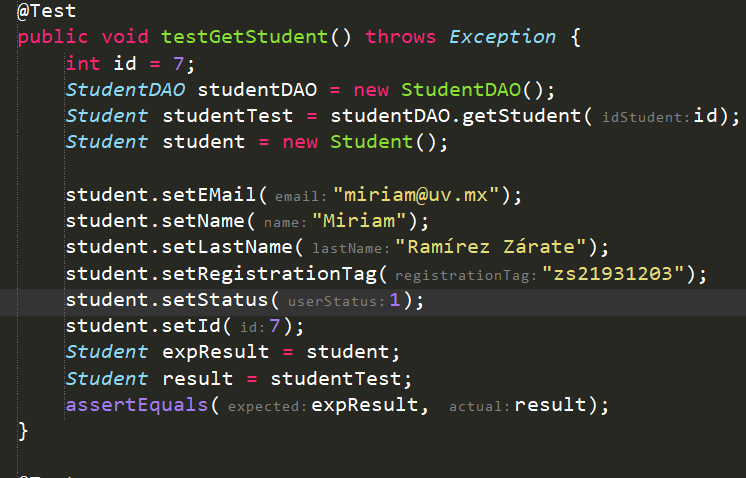 @Test
public void testGetStudent() throws Exception {
int id = 7;
StudentDAO studentDAO = new StudentDAO();
Student studentTest = studentDAO.getStudent( idStudent: id);
Student student = new Student();
student.setEMail( email: "miriam@uv.mx");
student.setName( name: "Miriam");
student.setLastName( lastName: "Ramírez Zárate");
student.setRegistrationTag( registrationTag: "zs21931203");
student.setStatus( userStatus: 1);
student.setId( id: 7);
Student expResult = student;
Student result = studentTest;
assertEquals( expected: expResult, actual: result);
}